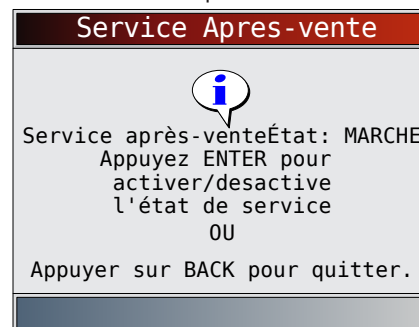 Service Apres-vente
i
Service après-venteÉtat: MARCHE
Appuyez ENTER pour
activer/desactive
l'état de service
OU
Appuyer sur BACK pour quitter.